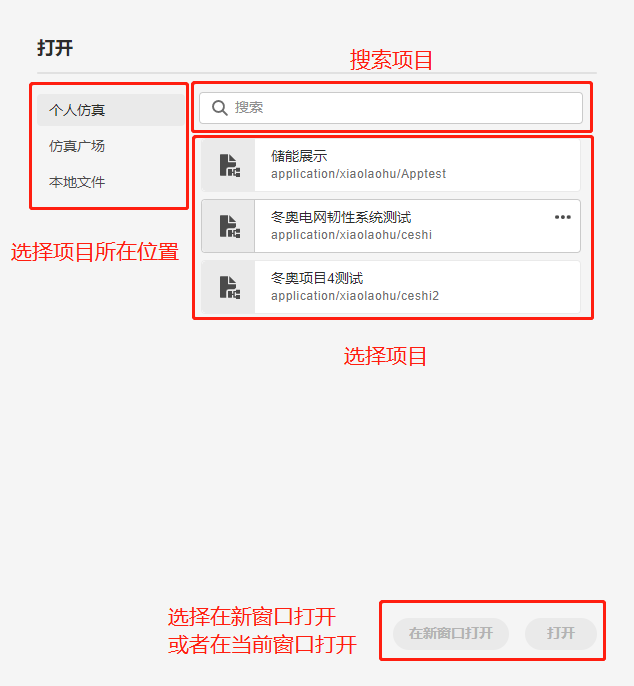 打开
搜索项目
个人仿真
仿真广场
本地文件
选择项目所在位置
搜索
储能展示
application/xiaolaohu/Apptest
冬奥电网韧性系统测试
application/xiaolaohu/ceshi
冬奥项目4测试
application/xiaolaohu/ceshi2
选择项目
选择在新窗口打开
或者在当前窗口打开
在新窗口打开
打开